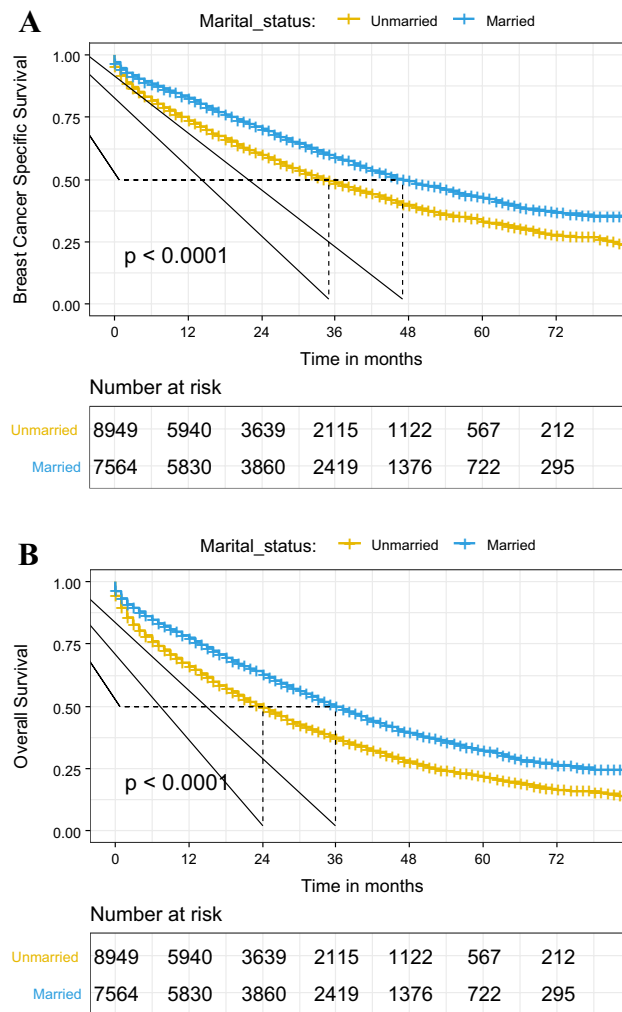 A
Marital_status: Unmarried Married
Breast Cancer Specific Survival
1.00
0.75
0.50
0.25
0.00
p < 0.0001
0 12 24 36 48 60 72
Time in months
Number at risk
Unmarried 8949 5940 3639 2115 1122 567 212
Married 7564 5830 3860 2419 1376 722 295
B
Marital_status: Unmarried Married
Overall Survival
1.00
0.75
0.50
0.25
0.00
p < 0.0001
0 12 24 36 48 60 72
Time in months
Number at risk
Unmarried 8949 5940 3639 2115 1122 567 212
Married 7564 5830 3860 2419 1376 722 295